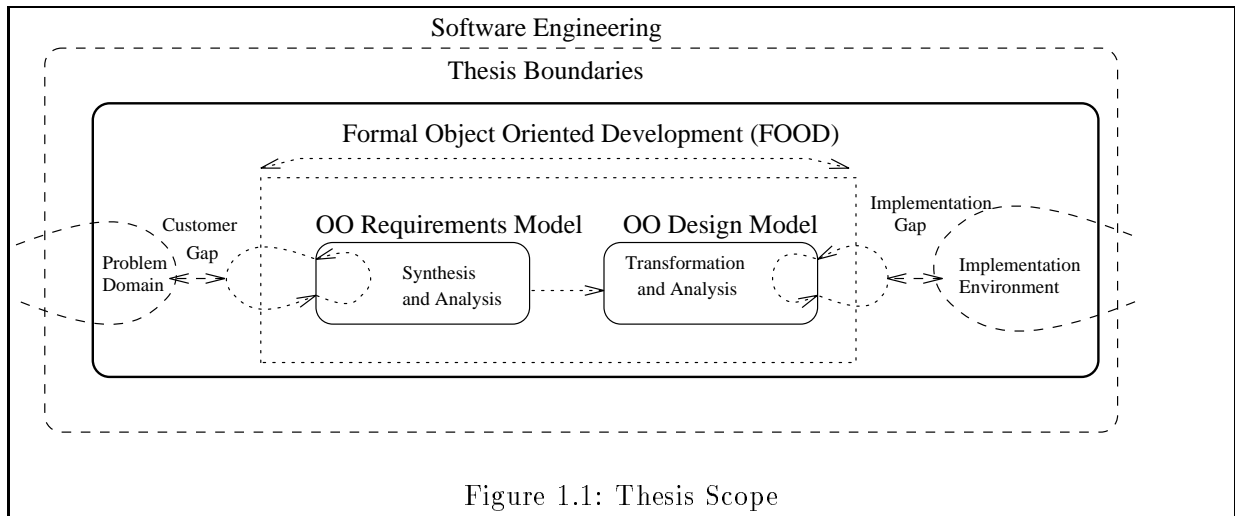 Software Engineering
Thesis Boundaries
Formal Object Oriented Development (FOOD)
Customer
Gap
OO Requirements Model
OO Design Model
Implementation
Gap
Problem
Domain
Synthesis
and Analysis
Transformation
and Analysis
Implementation
Environment
Figure 1.1: Thesis Scope